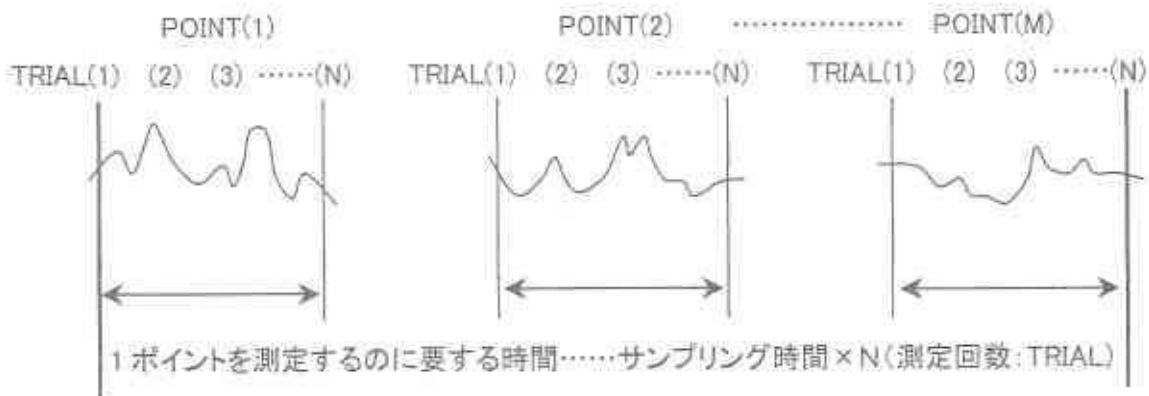 POINT(1) POINT(2) ……………… POINT(M)
TRIAL(1) (2) (3) ……(N) TRIAL(1) (2) (3) ……(N) TRIAL(1) (2) (3) ……(N)
1ポイントを測定するのに要する時間……サンプリング時間×N(測定回数:TRIAL)